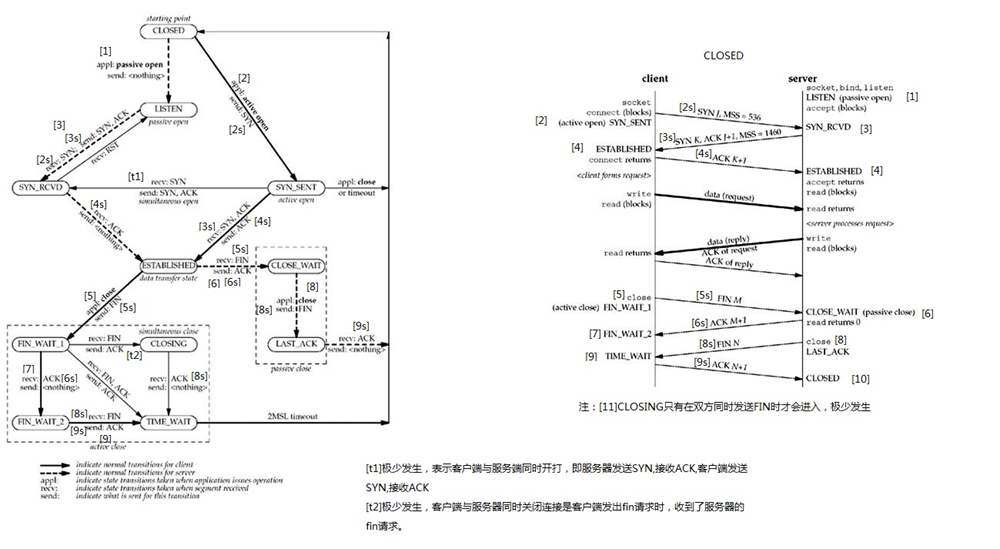 starting point
CLOSED
[1]
appl: passive open
send: <nothing>
[2]
appl: active open
send: SYN
[2s]
LISTEN
passive open
[3]
[3s]
recv: SYN; send: SYN, ACK
recv: RST
[2s]
SYN_RCVD
[t1]
recv: SYN
send: SYN, ACK
simultaneous open
SYN_SENT
active open
appl: close
or timeout
[4s]
recv: ACK
send: <nothing>
[3s]
recv: SYN, ACK
send: ACK
[4s]
ESTABLISHED
data transfer state
[5s]
recv: FIN
send: ACK
[6] [6s]
CLOSE_WAIT
[8]
appl: close
send: FIN
[8s]
LAST_ACK
[9s]
recv: ACK
send: <nothing>
passive close
[5]
appl: close
send: FIN
[5s]
simultaneous close
FIN_WAIT_1
recv: FIN
send: ACK
CLOSING
[t2]
[7]
recv: ACK
send: <nothing>
[6s]
recv: FIN, ACK
send: ACK
recv: ACK
send: <nothing>
[8s]
FIN_WAIT_2
[8s]
recv: FIN
send: ACK
[9s]
[9]
TIME_WAIT
2MSL timeout
active close
indicate normal transitions for client
indicate normal transitions for server
appl: indicate state transitions taken when application issues operation
recv: indicate state transitions taken when segment received
send: indicate what is sent for this transition
CLOSED
client
server
socket, bind, listen
LISTEN (passive open) [1]
accept (blocks)
socket
connect (blocks)
[2] (active open) SYN_SENT
[2s] SYN J, MSS = 536
SYN_RCVD [3]
[3s] SYN K, ACK J+1, MSS = 1460
[4] ESTABLISHED
connect returns
[4s] ACK K+1
<client forms request>
ESTABLISHED [4]
accept returns
read (blocks)
write
read (blocks)
data (request)
read returns
<server processes request>
write
read (blocks)
data (reply)
ACK of request
read returns
ACK of reply
[5] close
(active close) FIN_WAIT_1
[5s] FIN M
CLOSE_WAIT (passive close) [6]
read returns 0
[6s] ACK M+1
[7] FIN_WAIT_2
close [8]
LAST_ACK
[8s] FIN N
[9] TIME_WAIT
[9s] ACK N+1
CLOSED [10]
注：[11]CLOSING只有在双方同时发送FIN时才会进入，极少发生
[t1]极少发生，表示客户端与服务端同时开打，即服务器发送SYN,接收ACK,客户端发送
SYN,接收ACK
[t2]极少发生，客户端与服务器同时关闭连接是客户端发出fin请求时，收到了服务器的
fin请求。